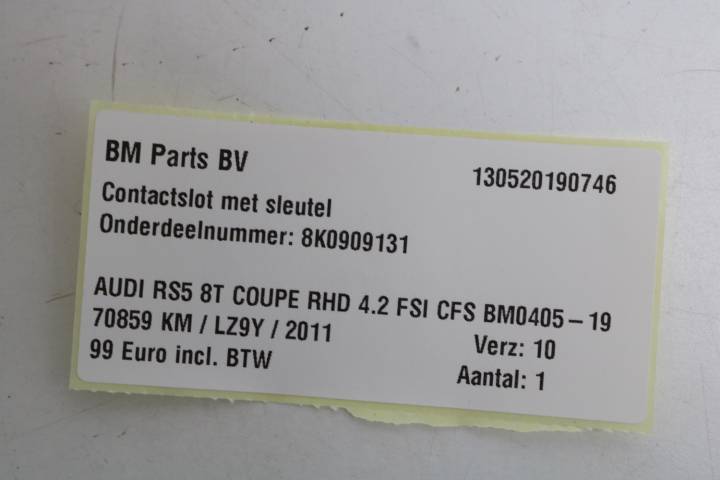 BM Parts BV 130520190746
Contactslot met sleutel
Onderdeelnummer: 8K0909131
AUDI RS5 8T COUPE RHD 4.2 FSI CFS BM0405-19
70859 KM / LZ9Y / 2011 Verz: 10
99 Euro incl. BTW Aantal: 1